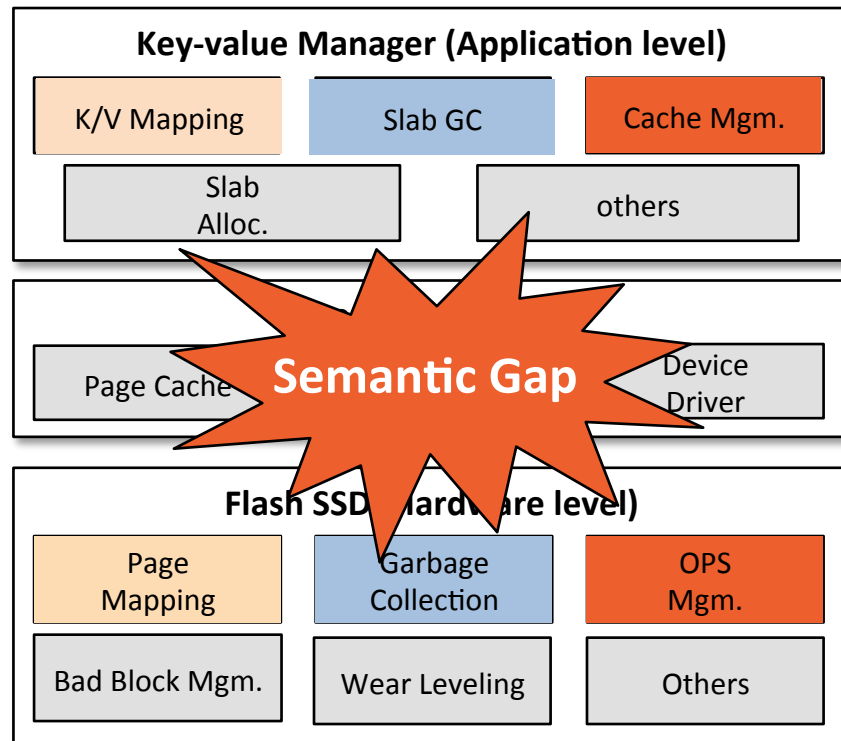 Key-value Manager (Application level)
K/V Mapping
Slab GC
Cache Mgm.
Slab
Alloc.
others
Semantic Gap
Page Cache
Device
Driver
Flash SSD (Hardware level)
Page
Mapping
Garbage
Collection
OPS
Mgm.
Bad Block Mgm.
Wear Leveling
Others